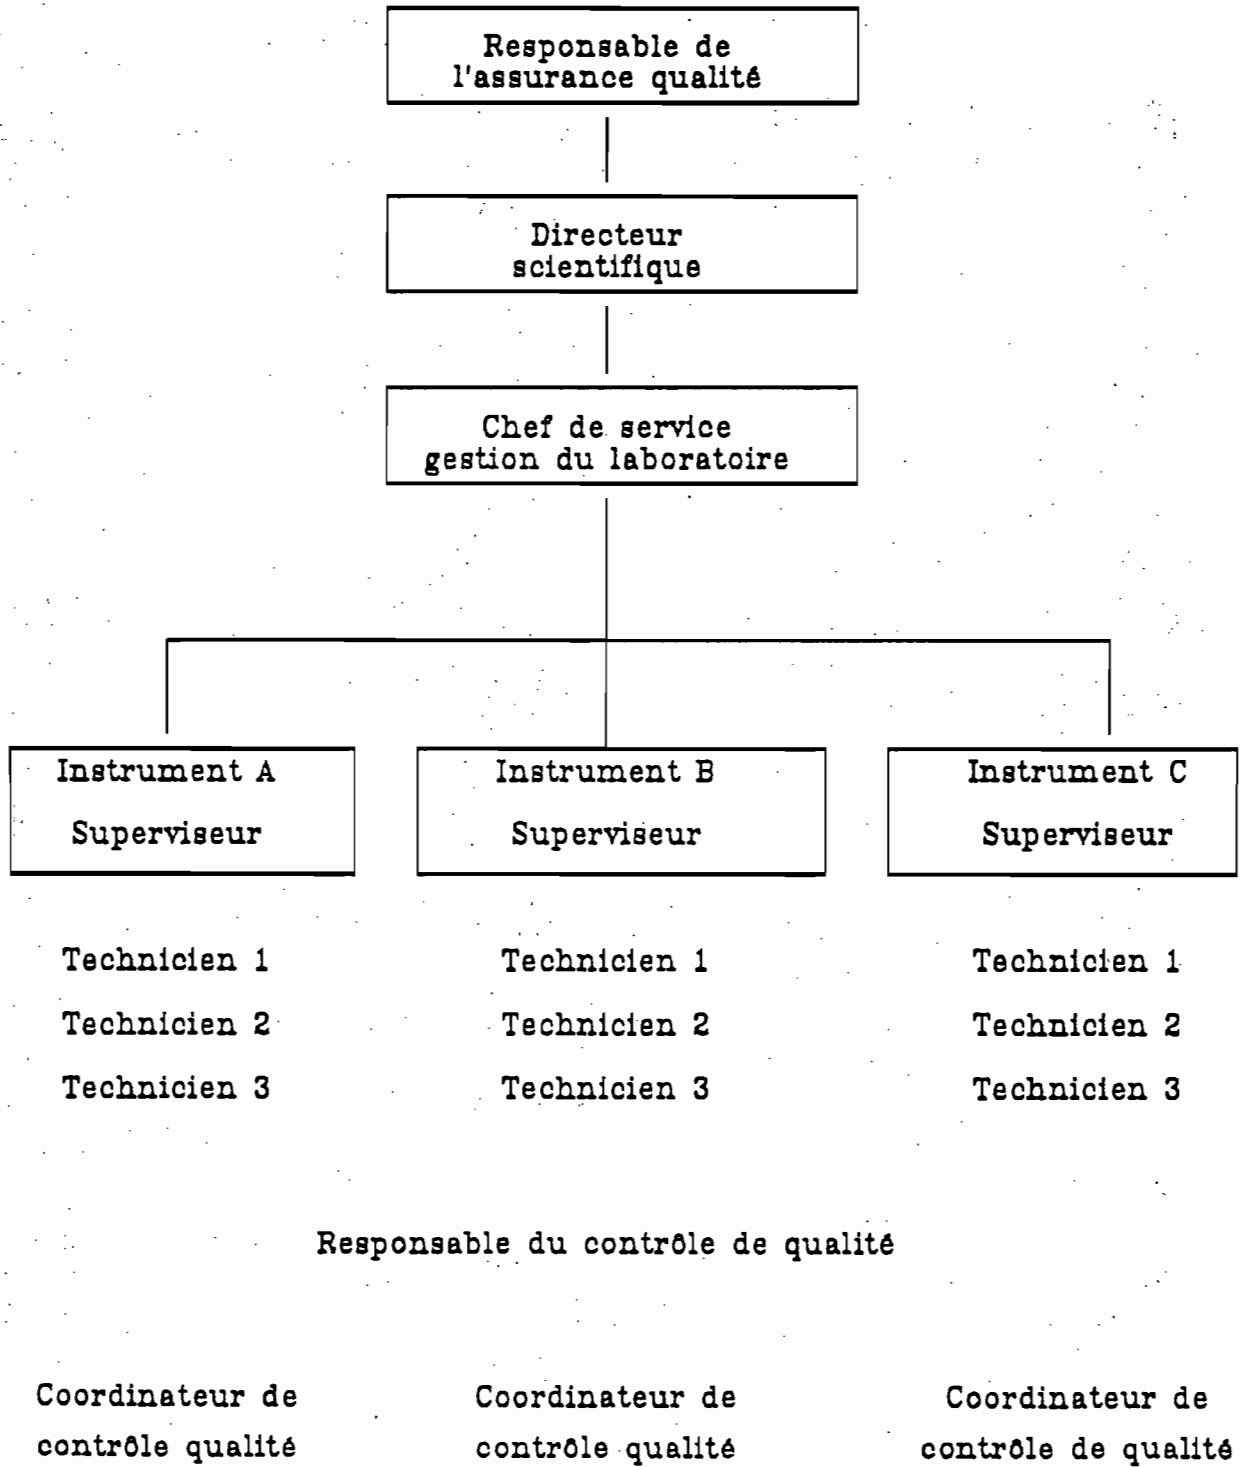 Responsable de
l'assurance qualité
Directeur
scientifique
Chef de service
gestion du laboratoire
Instrument A
Superviseur
Instrument B
Superviseur
Instrument C
Superviseur
Technicien 1
Technicien 2
Technicien 3
Technicien 1
Technicien 2
Technicien 3
Technicien 1
Technicien 2
Technicien 3
Responsable du contrôle de qualité
Coordinateur de
contrôle qualité
Coordinateur de
contrôle qualité
Coordinateur de
contrôle de qualité